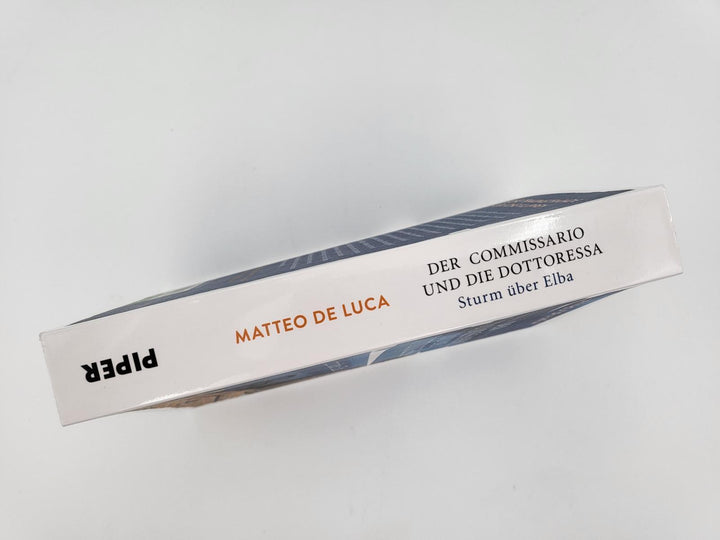 PIPER
MATTEO DE LUCA
DER COMMISSARIO
UND DIE DOTTORESSA
Sturm über Elba